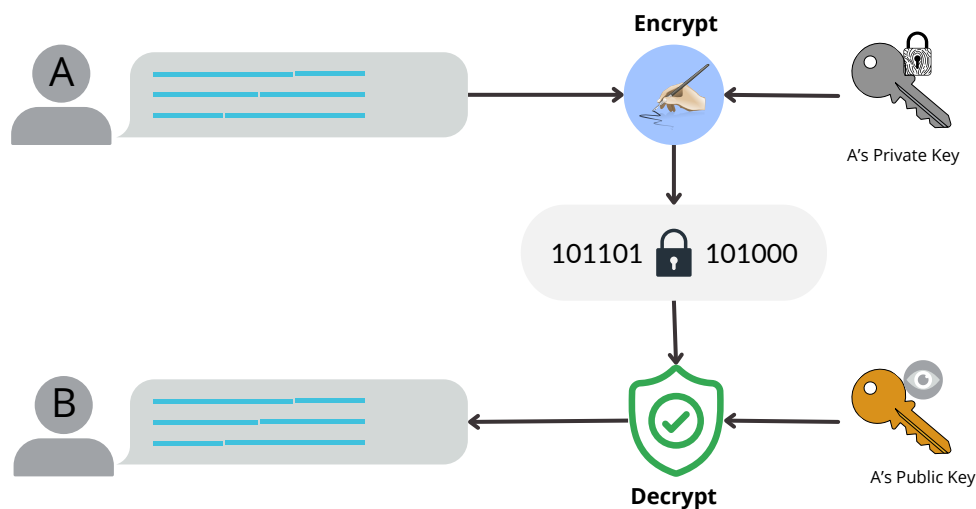 Encrypt
A
A's Private Key
101101 101000
B
A's Public Key
Decrypt